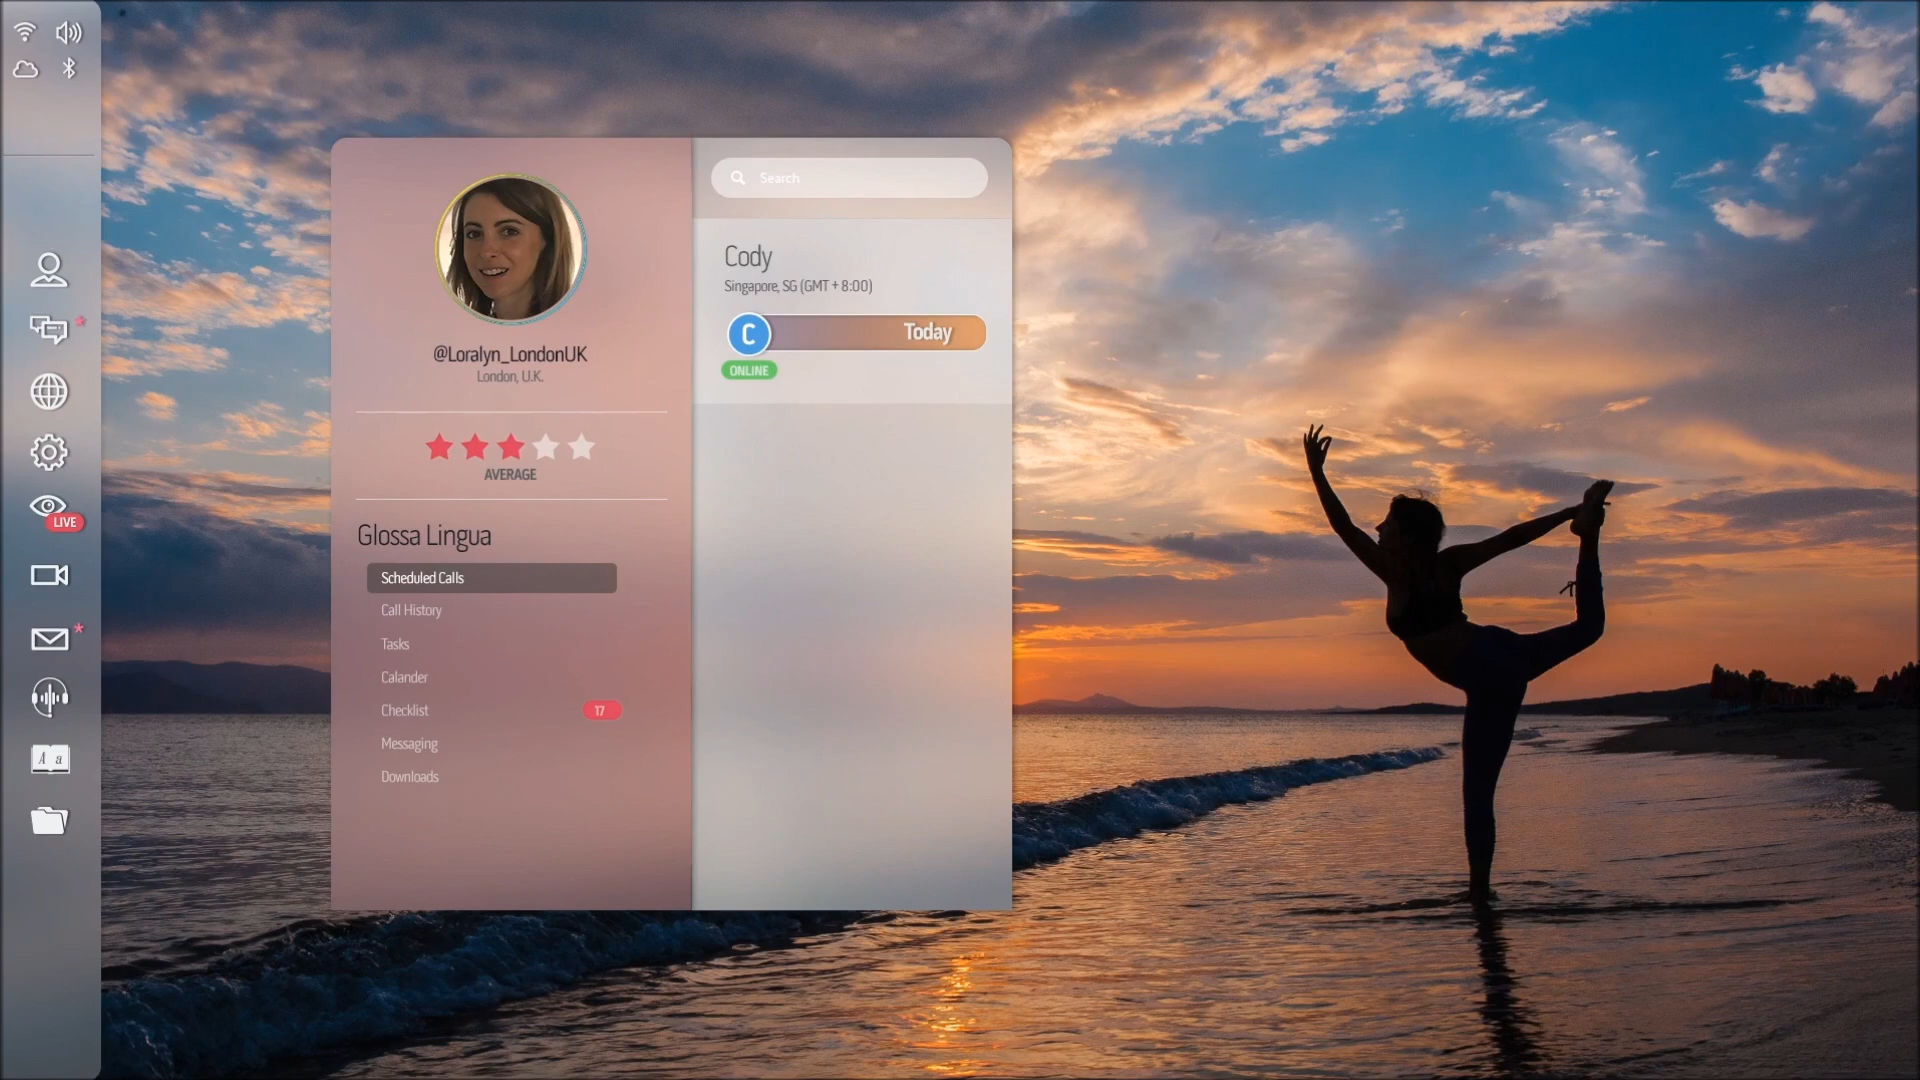 LIVE
A a
@Loralyn_LondonUK
London, U.K.
AVERAGE
Glossa Lingua
Scheduled Calls
Call History
Tasks
Calander
Checklist 17
Messaging
Downloads
Search
Cody
Singapore, SG (GMT + 8:00)
C Today
ONLINE